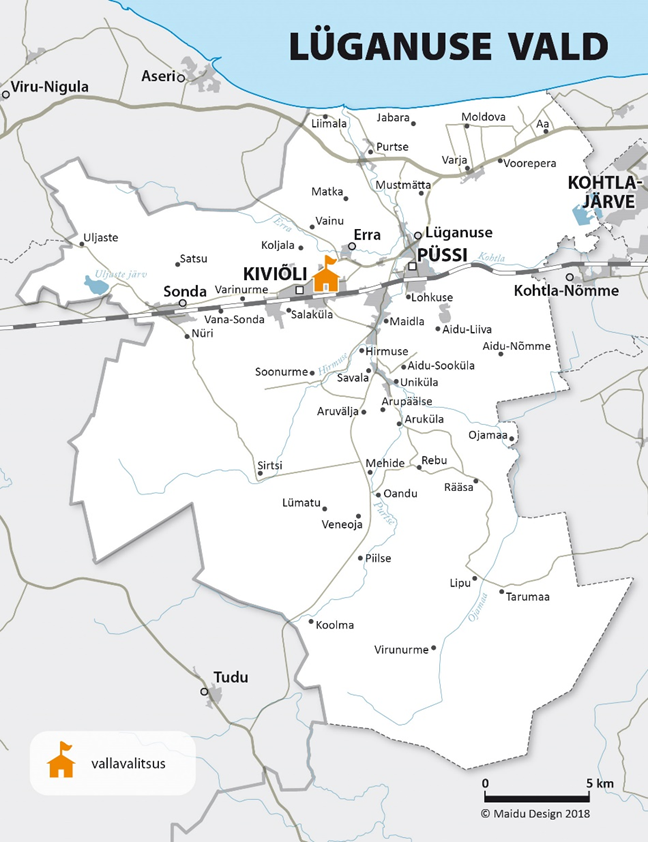 LÜGANUSE VALD
Aseri
Viru-Nigula
Liimala
Jabara
Moldova
Aa
Purtse
Varja
Voorepera
KOHTLA-
JÄRVE
Matka
Mustmätta
Vainu
Erra
Uljaste
Koljala
Erra
Lüganuse
Satsu
PÜSSI
Kohtla
Uljaste järv
KIVIÕLI
Sonda
Varinurme
Kohtla-Nõmme
Lohkuse
Vana-Sonda
Salaküla
Maidla
Nüri
Aidu-Liiva
Hirmuse
Aidu-Nõmme
Soonurme
Hirmuse
Aidu-Sooküla
Savala
Uniküla
Arupäälse
Aruvälja
Aruküla
Ojamaa
Sirtsi
Mehide
Rebu
Rääsa
Oandu
Lümatu
Purtse
Veneoja
Piilse
Lipu
Tarumaa
Ojamaa
Koolma
Virunurme
Tudu
vallavalitsus
0 5 km
© Maidu Design 2018